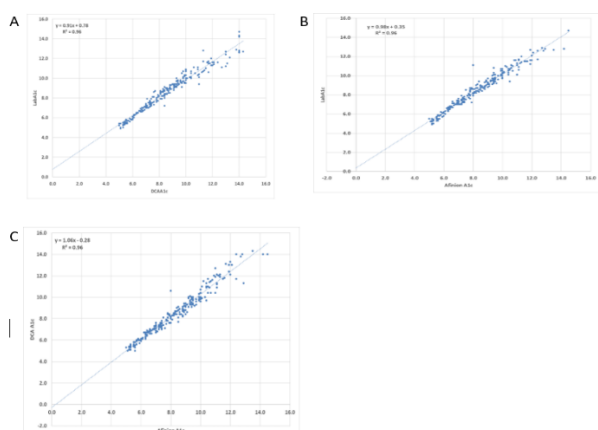 A
y = 0.91x + 0.76
R² = 0.96
16.0
14.0
12.0
10.0
8.0
6.0
4.0
2.0
0.0
0.0 2.0 4.0 6.0 8.0 10.0 12.0 14.0 16.0
LabA1c
DCAA1c
B
y = 0.98x + 0.35
R² = 0.96
16.0
14.0
12.0
10.0
8.0
6.0
4.0
2.0
0.0
-2.0 0.0 2.0 4.0 6.0 8.0 10.0 12.0 14.0 16.0
LabA1c
Afinion A1c
C
y = 1.06x - 0.28
R² = 0.96
16.0
14.0
12.0
10.0
8.0
6.0
4.0
2.0
0.0
-2.0
0.0 2.0 4.0 6.0 8.0 10.0 12.0 14.0 16.0
DCA A1c
Afinion A1c